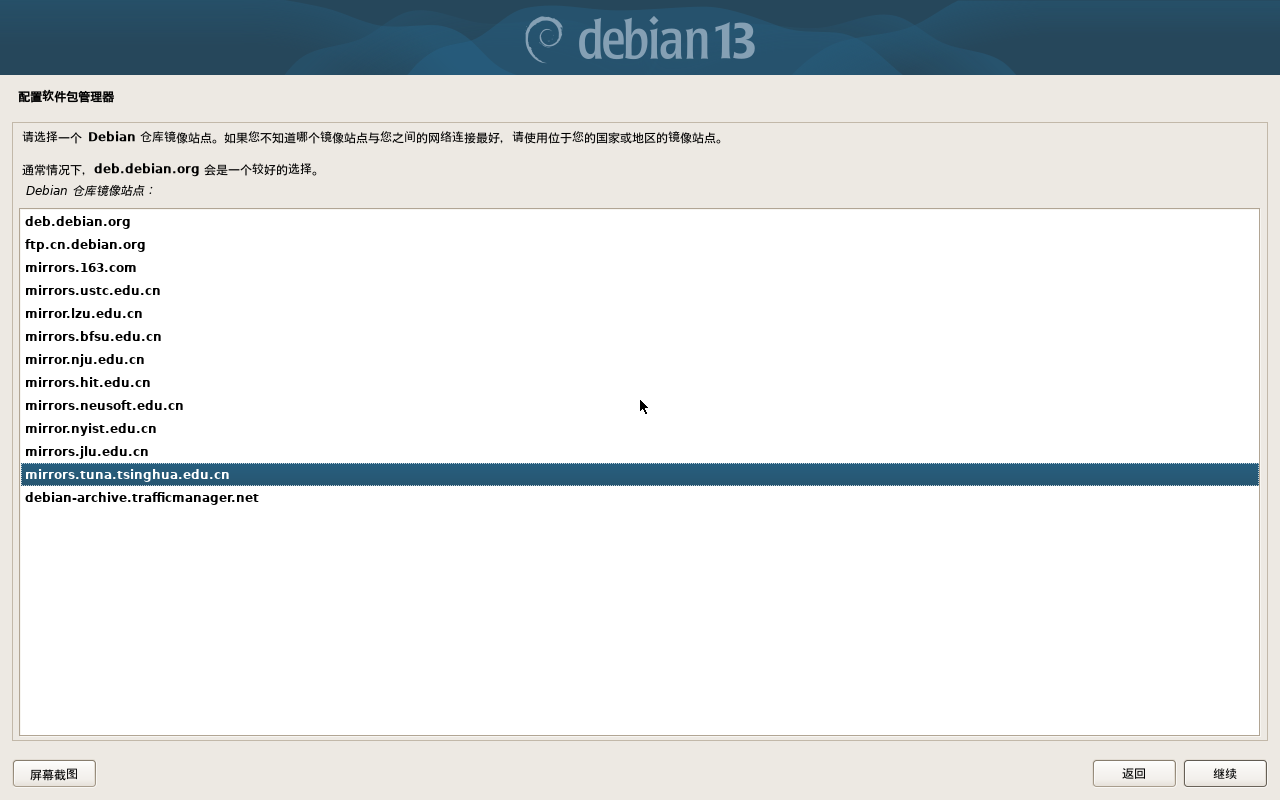 debian 13
配置软件包管理器
请选择一个 Debian 仓库镜像站点。如果您不知道哪个镜像站点与您之间的网络连接最好，请使用位于您的国家或地区的镜像站点。
通常情况下，deb.debian.org 会是一个较好的选择。
Debian 仓库镜像站点：
deb.debian.org
ftp.cn.debian.org
mirrors.163.com
mirrors.ustc.edu.cn
mirror.lzu.edu.cn
mirrors.bfsu.edu.cn
mirror.nju.edu.cn
mirrors.hit.edu.cn
mirrors.neusoft.edu.cn
mirror.nyist.edu.cn
mirrors.jlu.edu.cn
mirrors.tuna.tsinghua.edu.cn
debian-archive.trafficmanager.net
屏幕截图 返回 继续